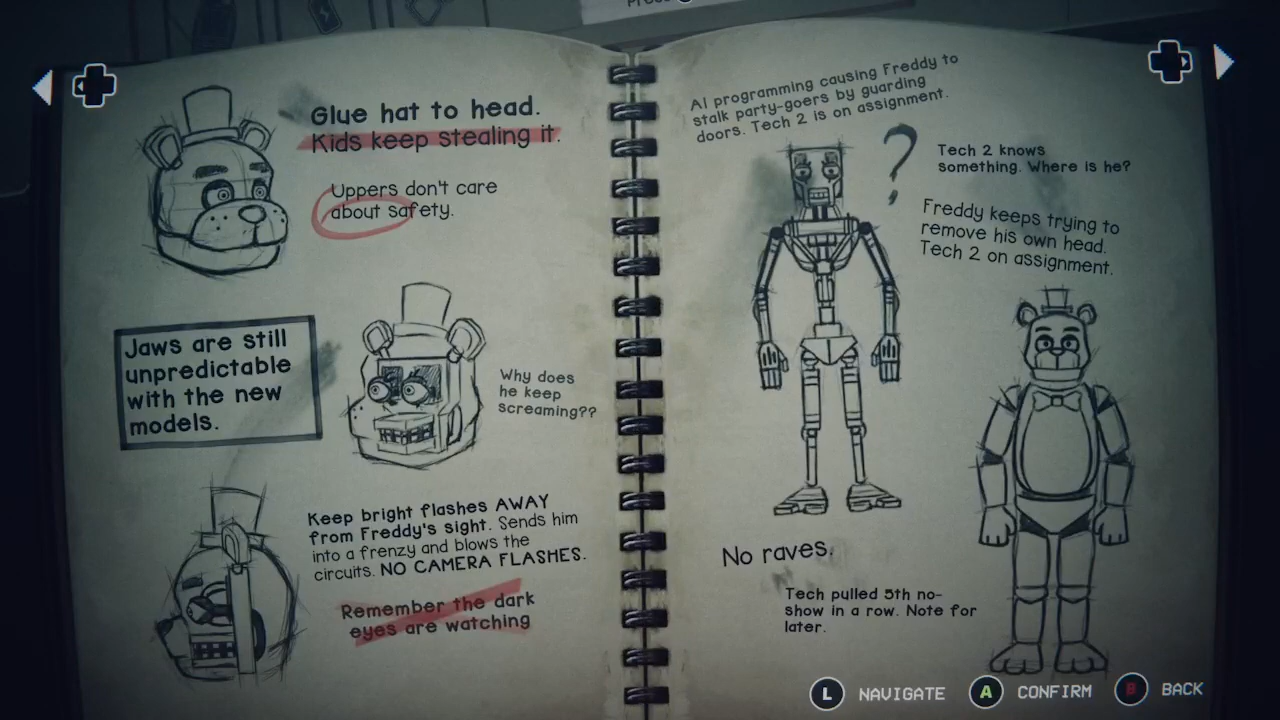 Glue hat to head.
Kids keep stealing it.
Uppers don't care
about safety.
Jaws are still
unpredictable
with the new
models.
Why does
he keep
screaming??
Keep bright flashes AWAY
from Freddy's sight. Sends him
into a frenzy and blows the
circuits. NO CAMERA FLASHES.
Remember the dark
eyes are watching
AI programming causing Freddy to
stalk party-goers by guarding
doors. Tech 2 is on assignment.
?
Tech 2 knows
something. Where is he?
Freddy keeps trying to
remove his own head.
Tech 2 on assignment.
No raves.
Tech pulled 5th no-
show in a row. Note for
later.
L NAVIGATE A CONFIRM B BACK